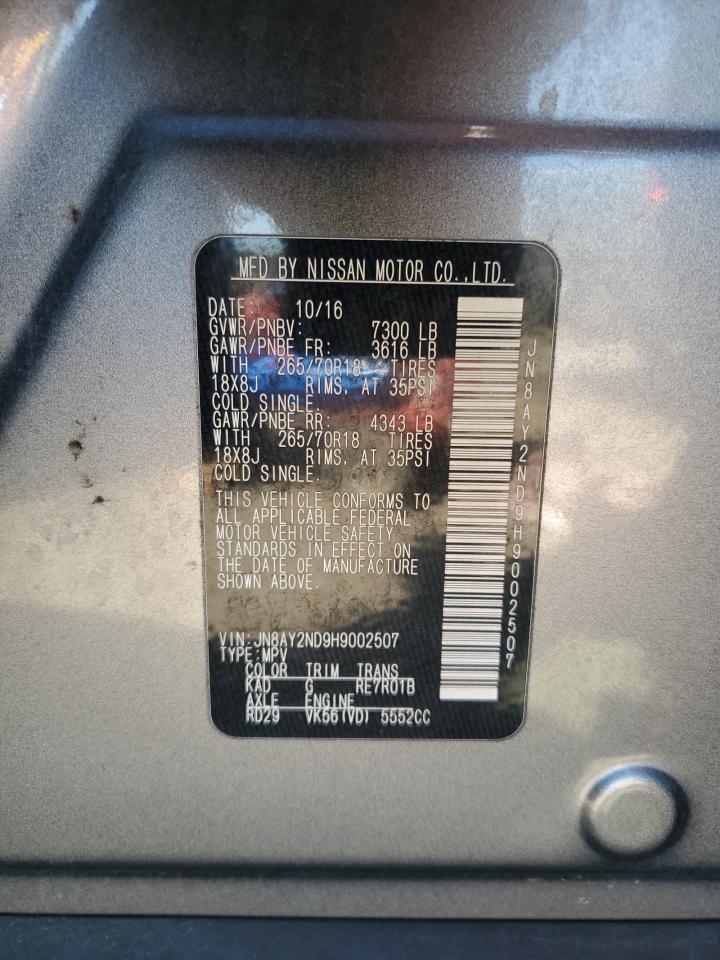 MFD BY NISSAN MOTOR CO.,LTD.
DATE: 10/16
GVWR/PNBV: 7300 LB
GAWR/PNBE FR: 3616 LB
WITH 265/70R18 TIRES
18X8J RIMS, AT 35PSI
COLD SINGLE.
GAWR/PNBE RR: 4343 LB
WITH 265/70R18 TIRES
18X8J RIMS, AT 35PSI
COLD SINGLE.
THIS VEHICLE CONFORMS TO
ALL APPLICABLE FEDERAL
MOTOR VEHICLE SAFETY
STANDARDS IN EFFECT ON
THE DATE OF MANUFACTURE
SHOWN ABOVE.
VIN:JN8AY2ND9H9002507
TYPE:MPV
COLOR TRIM TRANS
KAD G RE7R01B
AXLE ENGINE
RD29 VK56(VD) 5552CC
JN8AY2ND9H9002507